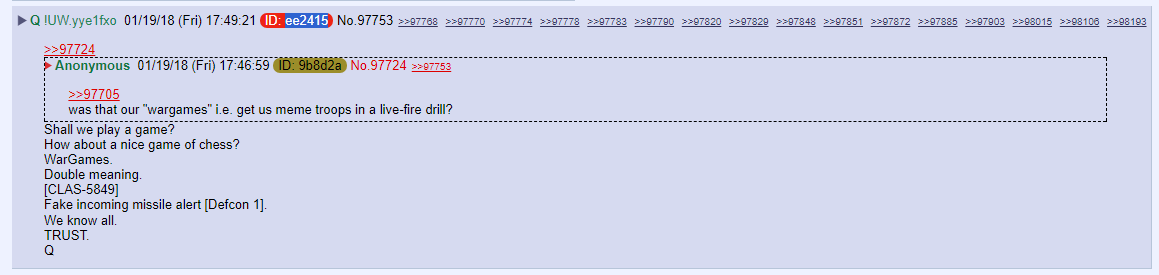 ▶ Q !UW.yye1fxo 01/19/18 (Fri) 17:49:21 ID: ee2415 No.97753 >>97768 >>97770 >>97774 >>97778 >>97783 >>97790 >>97820 >>97829 >>97848 >>97851 >>97872 >>97885 >>97903 >>98015 >>98106 >>98193
>>97724
▶ Anonymous 01/19/18 (Fri) 17:46:59 ID: 9b8d2a No.97724 >>97753
>>97705
was that our "wargames" i.e. get us meme troops in a live-fire drill?
Shall we play a game?
How about a nice game of chess?
WarGames.
Double meaning.
[CLAS-5849]
Fake incoming missile alert [Defcon 1].
We know all.
TRUST.
Q